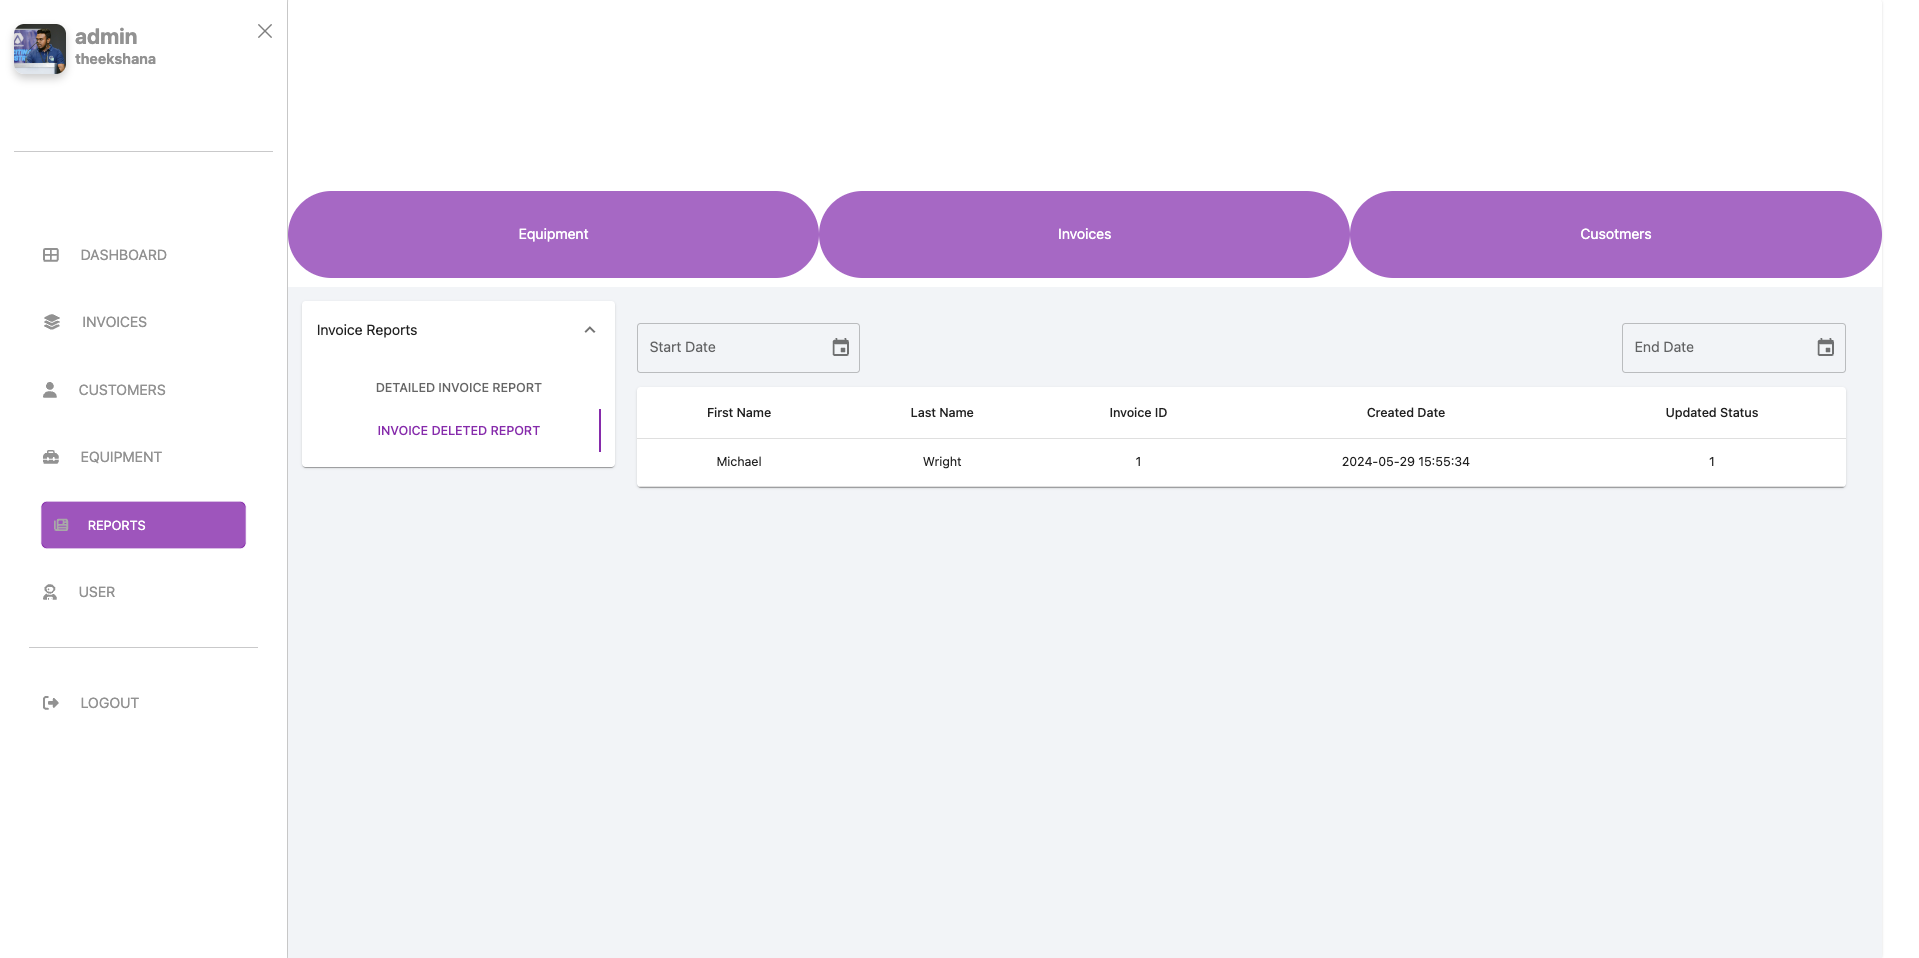 admin
theekshana
DASHBOARD
INVOICES
CUSTOMERS
EQUIPMENT
REPORTS
USER
LOGOUT
Equipment Invoices Cusotmers
Invoice Reports
DETAILED INVOICE REPORT
INVOICE DELETED REPORT
Start Date End Date
First Name Last Name Invoice ID Created Date Updated Status
Michael Wright 1 2024-05-29 15:55:34 1